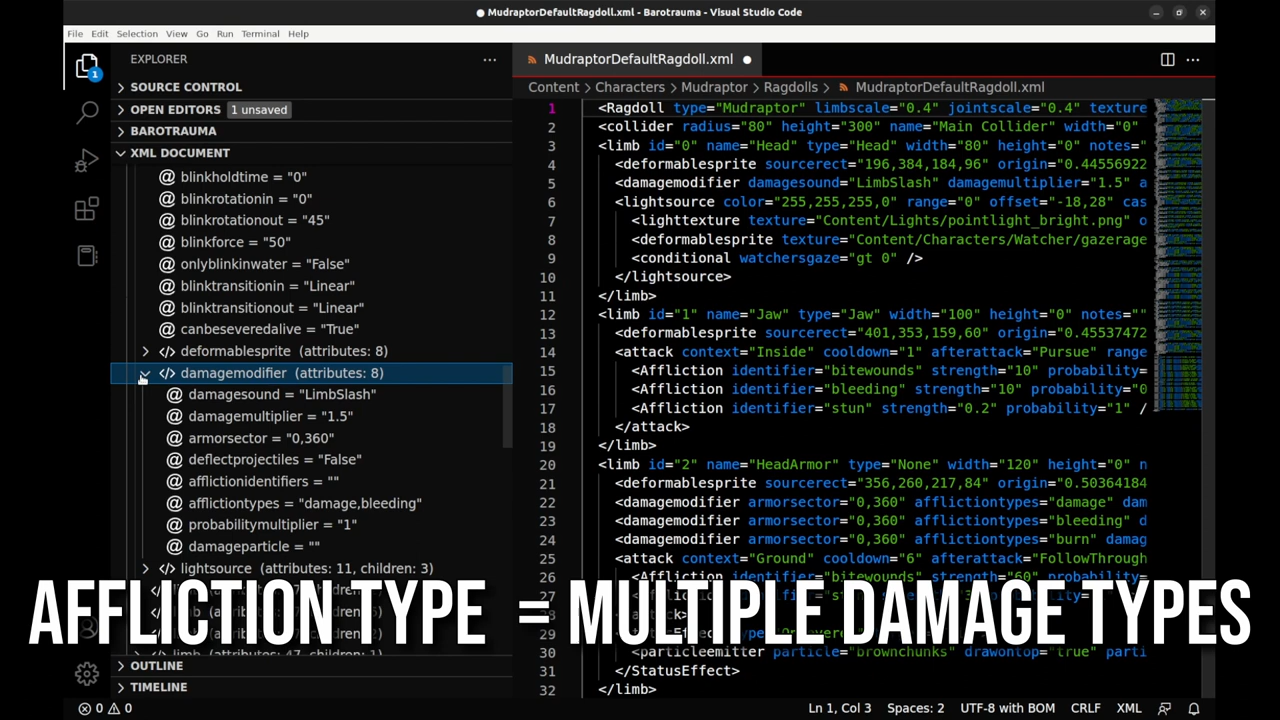 ● MudraptorDefaultRagdoll.xml - Barotrauma - Visual Studio Code
File Edit Selection View Go Run Terminal Help
EXPLORER
SOURCE CONTROL
OPEN EDITORS 1 unsaved
BAROTRAUMA
XML DOCUMENT
@ blinkholdtime = "0"
@ blinkrotationin = "0"
@ blinkrotationout = "45"
@ blinkforce = "50"
@ onlyblinkinwater = "False"
@ blinktransitionin = "Linear"
@ blinktransitionout = "Linear"
@ canbeseveredalive = "True"
</> deformablesprite (attributes: 8)
</> damagemodifier (attributes: 8)
@ damagesound = "LimbSlash"
@ damagemultiplier = "1.5"
@ armorsector = "0,360"
@ deflectprojectiles = "False"
@ afflictionidentifiers = ""
@ afflictiontypes = "damage,bleeding"
@ probabilitymultiplier = "1"
@ damageparticle = ""
</> lightsource (attributes: 11, children: 3)
OUTLINE
TIMELINE
MudraptorDefaultRagdoll.xml ●
Content > Characters > Mudraptor > Ragdolls > MudraptorDefaultRagdoll.xml
1 <Ragdoll type="Mudraptor" limbscale="0.4" jointscale="0.4" texture
2 <collider radius="80" height="300" name="Main Collider" width="0"
3 <limb id="0" name="Head" type="Head" width="80" height="0" notes="
4 <deformablesprite sourcerect="196,384,184,96" origin="0.44556922
5 <damagemodifier damagesound="LimbSlash" damagemultiplier="1.5" a
6 <lightsource color="255,255,255,0" range="0" offset="-18,28" cas
7 <lighttexture texture="Content/Lights/pointlight_bright.png" o
8 <deformablesprite texture="Content/Characters/Watcher/gazerage
9 <conditional watchersgaze="gt 0" />
10 </lightsource>
11 </limb>
12 <limb id="1" name="Jaw" type="Jaw" width="100" height="0" notes=""
13 <deformablesprite sourcerect="401,353,159,60" origin="0.45537472
14 <attack context="Inside" cooldown="1" afterattack="Pursue" range
15 <Affliction identifier="bitewounds" strength="10" probability=
16 <Affliction identifier="bleeding" strength="10" probability="0
17 <Affliction identifier="stun" strength="0.2" probability="1" /
18 </attack>
19 </limb>
20 <limb id="2" name="HeadArmor" type="None" width="120" height="0" n
21 <deformablesprite sourcerect="356,260,217,84" origin="0.50364184
22 <damagemodifier armorsector="0,360" afflictiontypes="damage" dam
23 <damagemodifier armorsector="0,360" afflictiontypes="bleeding" d
24 <damagemodifier armorsector="0,360" afflictiontypes="burn" damag
25 <attack context="Ground" cooldown="6" afterattack="FollowThrough
26 <Affliction identifier="bitewounds" strength="60" probability=
29
30 <particleemitter particle="brownchunks" drawontop="true" parti
31 </StatusEffect>
32 </limb>
AFFLICTION TYPE = MULTIPLE DAMAGE TYPES
0 0 Ln 1, Col 3 Spaces: 2 UTF-8 with BOM CRLF XML